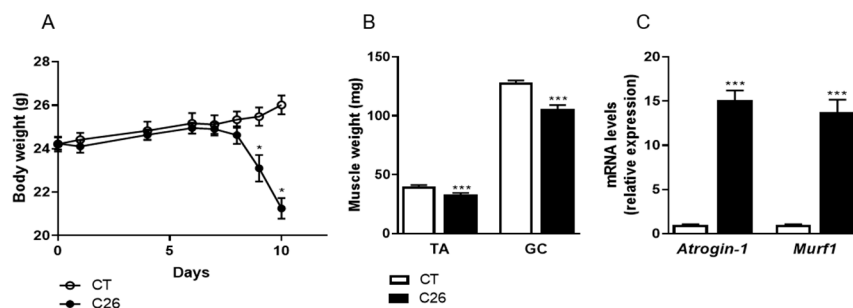 A
B
C
28
26
24
22
20
Body weight (g)
*
*
0
5
10
Days
CT
C26
150
100
50
0
Muscle weight (mg)
***
***
TA
GC
CT
C26
20
15
10
5
0
mRNA levels
(relative expression)
***
***
Atrogin-1
Murf1